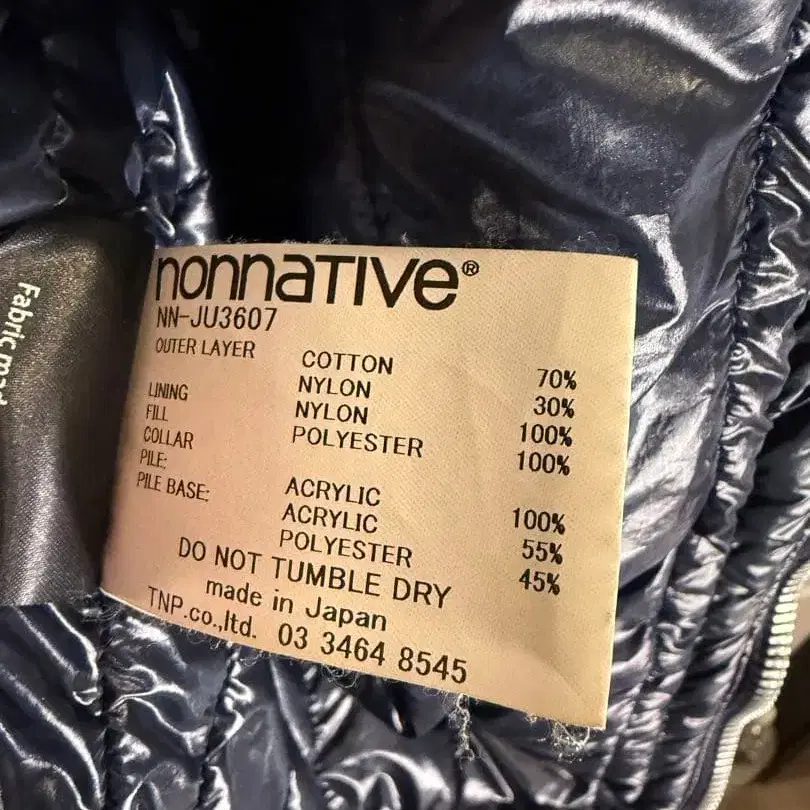 nonnative®
NN-JU3607
OUTER LAYER COTTON 70%
NYLON 30%
LINING NYLON 100%
FILL POLYESTER 100%
COLLAR
PILE: ACRYLIC 100%
PILE BASE: ACRYLIC 55%
POLYESTER 45%
DO NOT TUMBLE DRY
made in Japan
TNP.co.,ltd. 03 3464 8545
Fabric